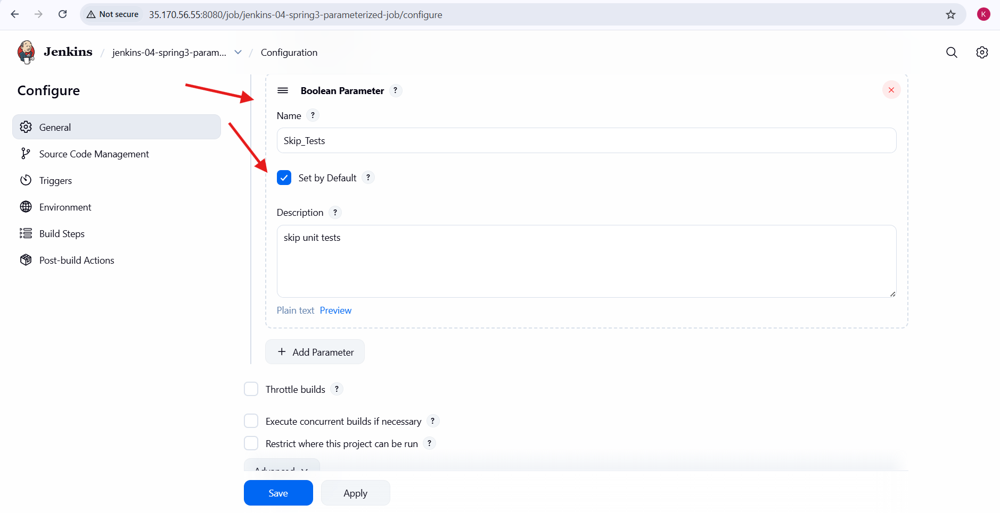 Not secure
35.170.56.55:8080/job/jenkins-04-spring3-parameterized-job/configure
K
Jenkins / jenkins-04-spring3-param... / Configuration
Configure
General
Source Code Management
Triggers
Environment
Build Steps
Post-build Actions
Boolean Parameter ?
Name ?
Skip_Tests
Set by Default ?
Description ?
skip unit tests
Plain text Preview
+ Add Parameter
Throttle builds ?
Execute concurrent builds if necessary ?
Restrict where this project can be run ?
Advanced
Save
Apply